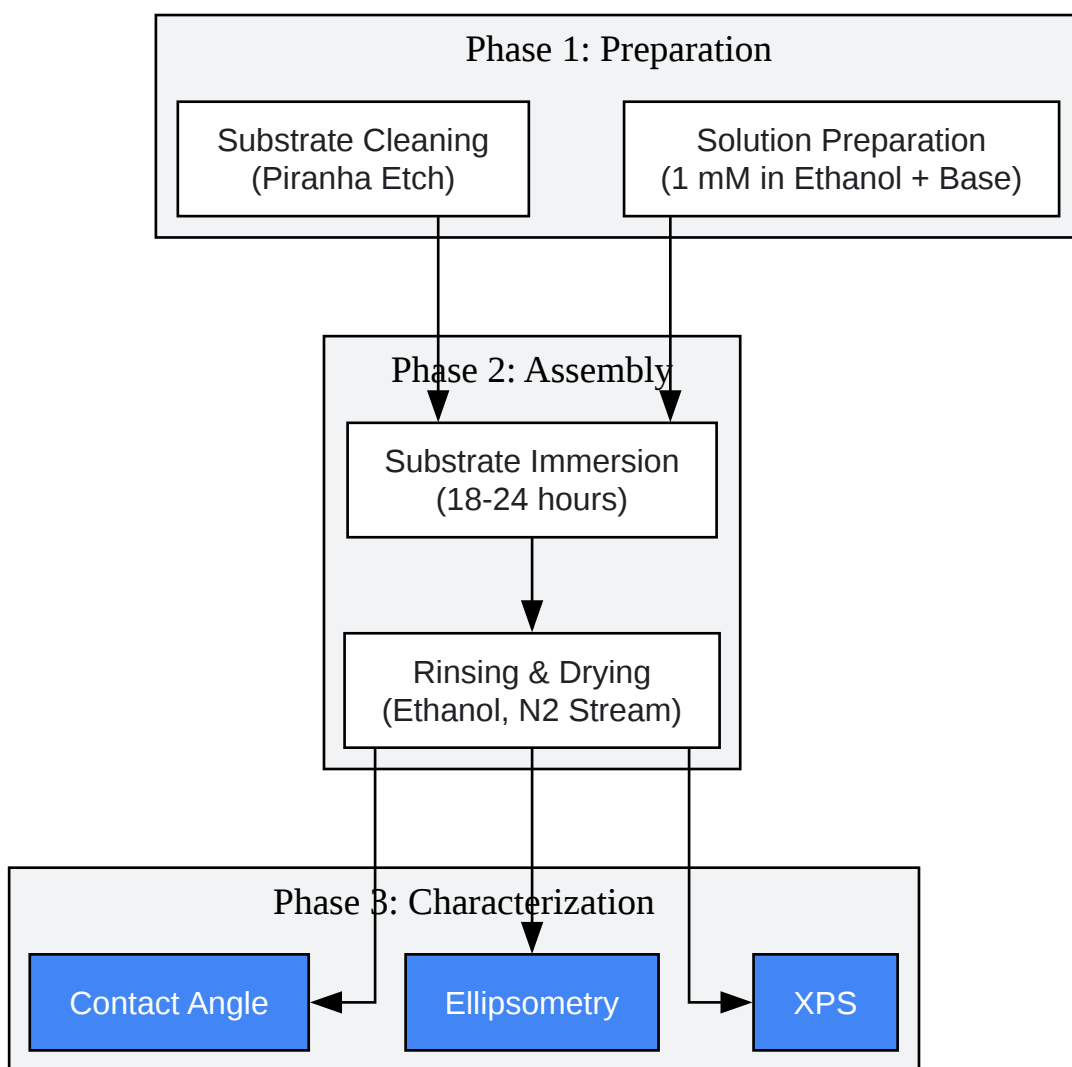 Phase 1: Preparation
Substrate Cleaning
(Piranha Etch)
Solution Preparation
(1 mM in Ethanol + Base)
Phase 2: Assembly
Substrate Immersion
(18-24 hours)
Rinsing & Drying
(Ethanol, N2 Stream)
Phase 3: Characterization
Contact Angle
Ellipsometry
XPS